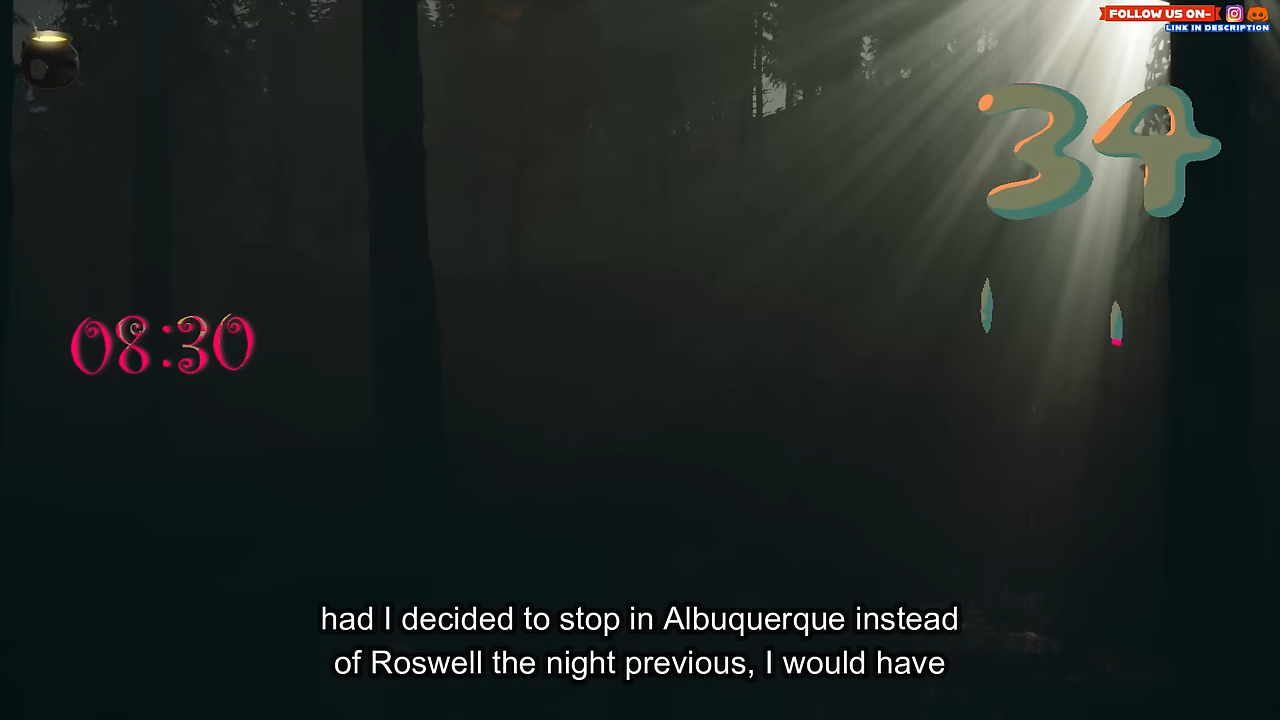 FOLLOW US ON-
LINK IN DESCRIPTION
34
08:30
had I decided to stop in Albuquerque instead
of Roswell the night previous, I would have